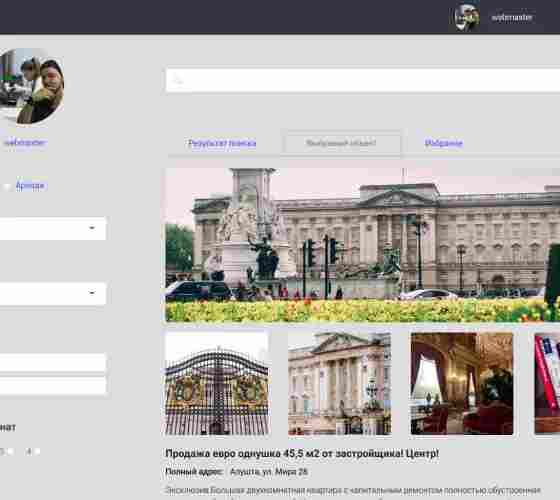 webmaster
webmaster
Результат поиска
Выбранный объект
Избранное
Аренда
нат
4
Продажа евро однушка 45,5 м2 от застройщика! Центр!
Полный адрес: Алушта, ул. Мира 28
Эксклюзив Большая двухкомнатная квартира с капитальным ремонтом полностью обустроенная